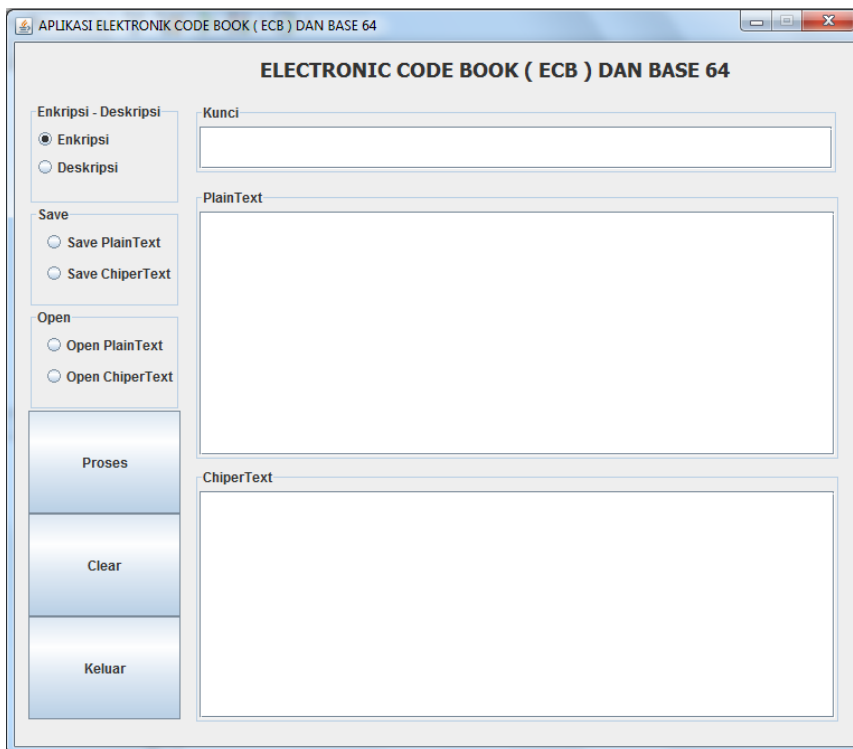 APLIKASI ELEKTRONIK CODE BOOK ( ECB ) DAN BASE 64
ELECTRONIC CODE BOOK ( ECB ) DAN BASE 64
Enkripsi - Deskripsi
Enkripsi
Deskripsi
Save
Save PlainText
Save ChiperText
Open
Open PlainText
Open ChiperText
Proses
Clear
Keluar
Kunci
PlainText
ChiperText